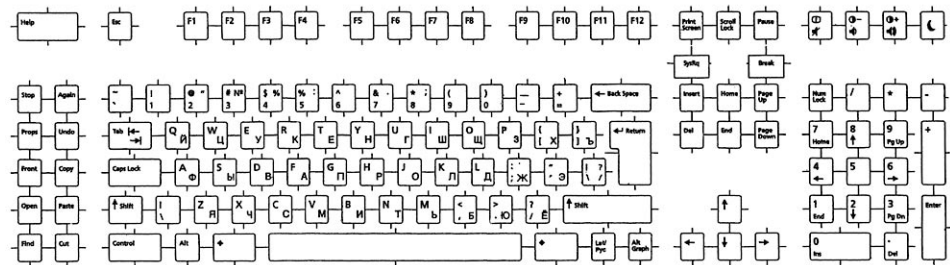 Help Esc F1 F2 F3 F4 F5 F6 F7 F8 F9 F10 F11 F12 Print Screen Scroll Lock Pause
SysRq Break
Stop Again ~ ` ! 1 @ " 2 # № 3 $ % 4 % : 5 ^ 6 & . 7 * ; 8 ( 9 ) 0 — - + = ← Back Space Insert Home Page Up Num Lock / * -
Props Undo Tab Q Й W Ц E У R К T Е Y Н U Г I Ш O Щ P З { [ Х } ] Ъ ↵ Return Del End Page Down 7 Home 8 ↑ 9 Pg Up +
Front Copy Caps Lock A Ф S Ы D В F А G П H Р J О K Л L Д : ; Ж " ' Э ! ? \ / 4 ← 5 6 →
Open Paste ↑ Shift | \ Z Я X Ч C С V М B И N Т M Ь < , Б > . Ю ? / Ё ↑ Shift ↑ 1 End 2 ↓ 3 Pg Dn Enter
Find Cut Control Alt ◆ ◆ Lat/ Рус Alt Graph ← ↓ → 0 Ins . Del